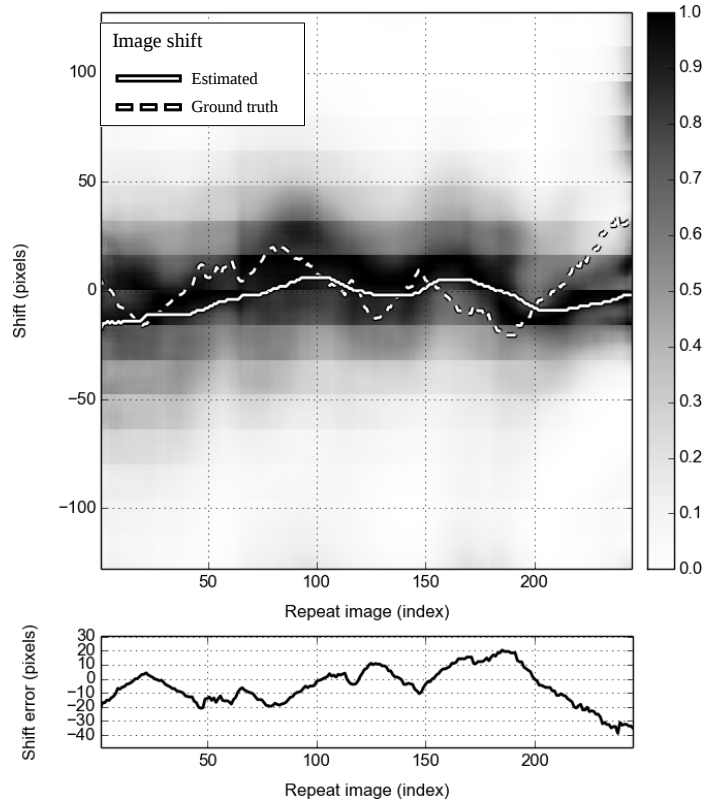 Image shift
Estimated
Ground truth
100
50
0
−50
−100
Shift (pixels)
50 100 150 200
Repeat image (index)
1.0
0.9
0.8
0.7
0.6
0.5
0.4
0.3
0.2
0.1
0.0
30
20
10
0
−10
−20
−30
−40
Shift error (pixels)
50 100 150 200
Repeat image (index)